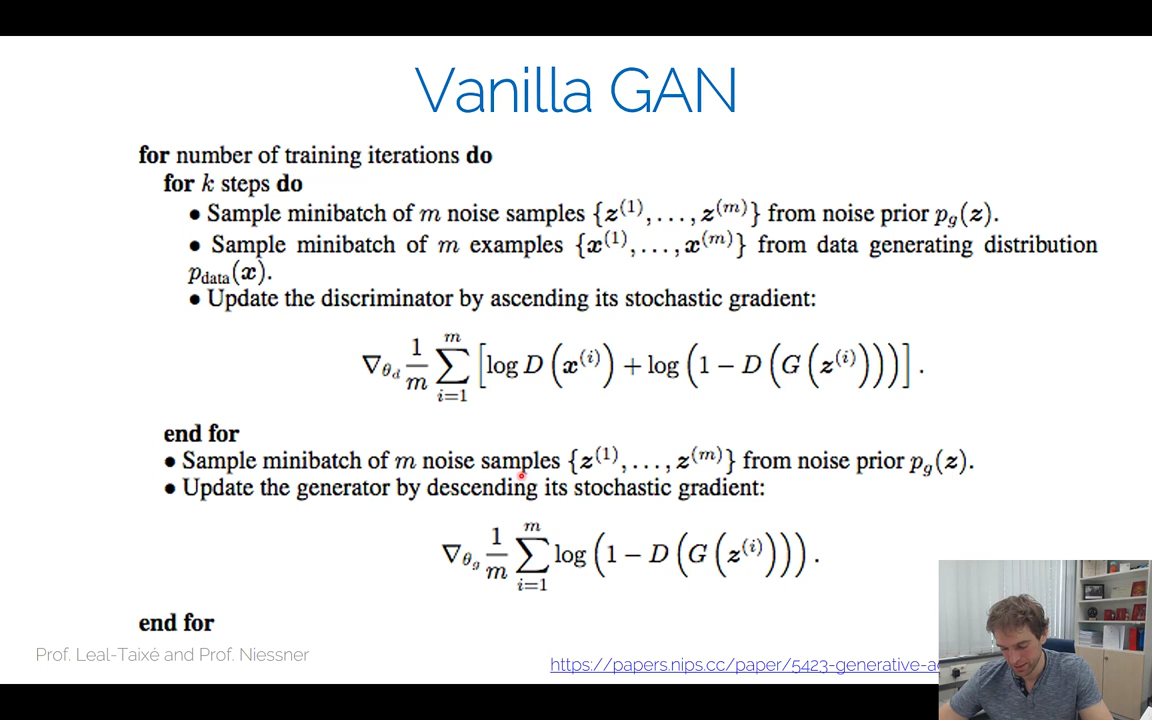 Vanilla GAN
for number of training iterations do
for k steps do
• Sample minibatch of m noise samples {z^(1), . . . , z^(m)} from noise prior p_g(z).
• Sample minibatch of m examples {x^(1), . . . , x^(m)} from data generating distribution
p_data(x).
• Update the discriminator by ascending its stochastic gradient:
∇_θ_d 1/m ∑_{i=1}^{m} [log D (x^(i)) + log (1 − D (G (z^(i))))] .
end for
• Sample minibatch of m noise samples {z^(1), . . . , z^(m)} from noise prior p_g(z).
• Update the generator by descending its stochastic gradient:
∇_θ_g 1/m ∑_{i=1}^{m} log (1 − D (G (z^(i)))) .
end for
Prof. Leal-Taixé and Prof. Niessner
https://papers.nips.cc/paper/5423-generative-a